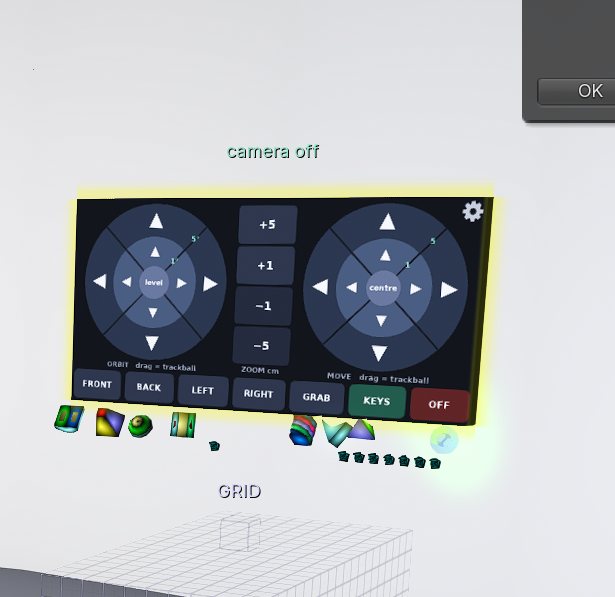 OK
camera off
5°
1°
level
+5
+1
−1
−5
5
1
centre
ORBIT drag = trackball
ZOOM cm
MOVE drag = trackball
FRONT
BACK
LEFT
RIGHT
GRAB
KEYS
OFF
GRID